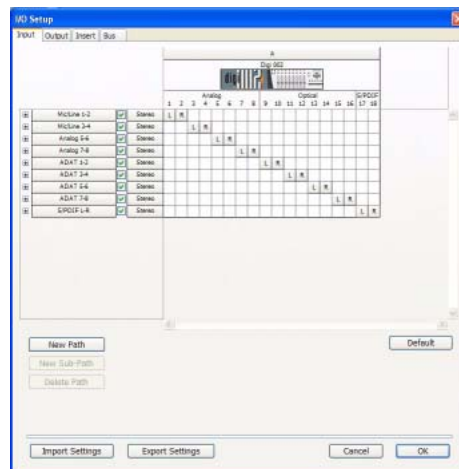 I/O Setup
Input Output Insert Bus
A
Digi 002
Analog Optical S/PDIF
1 2 3 4 5 6 7 8 9 10 11 12 13 14 15 16 17 18
Mic/Line 1-2 Stereo L R
Mic/Line 3-4 Stereo L R
Analog 5-6 Stereo L R
Analog 7-8 Stereo L R
ADAT 1-2 Stereo L R
ADAT 3-4 Stereo L R
ADAT 5-6 Stereo L R
ADAT 7-8 Stereo L R
S/PDIF L-R Stereo L R
New Path Default
New Sub-Path
Delete Path
Import Settings Export Settings Cancel OK